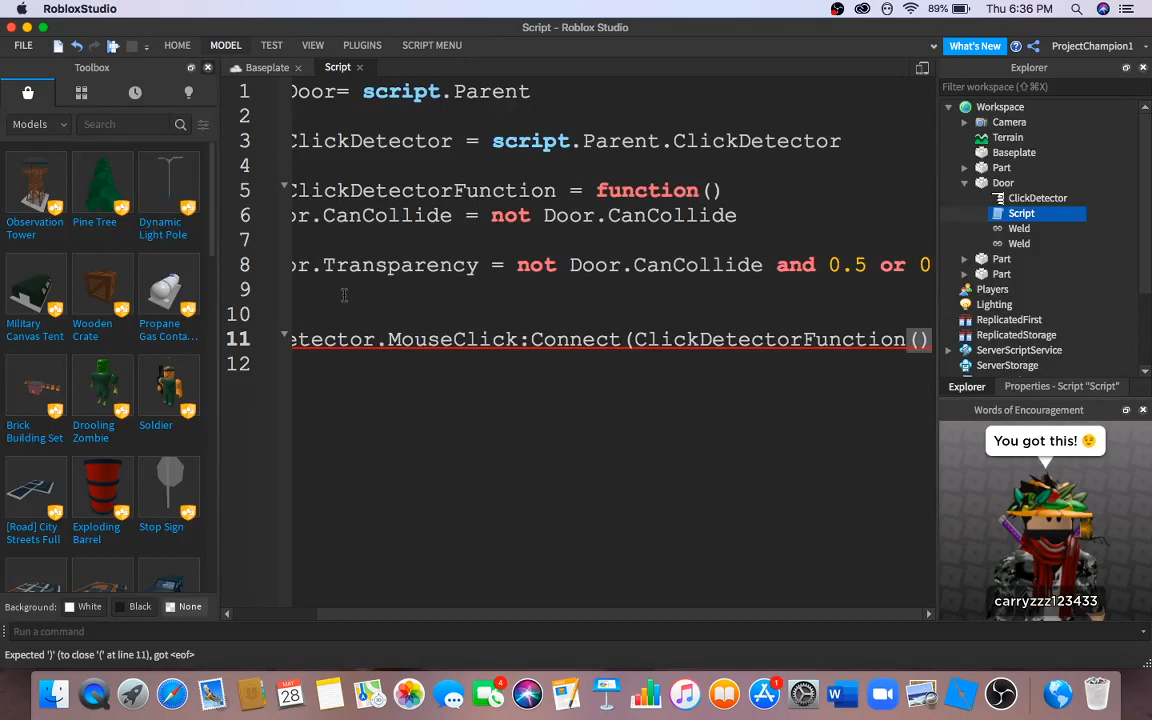 RobloxStudio
89%
Thu 6:36 PM
Script - Roblox Studio
FILE
HOME
MODEL
TEST
VIEW
PLUGINS
SCRIPT MENU
What's New
ProjectChampion1
Toolbox
Baseplate
Script
Explorer
Filter workspace (⇧⌘X)
Models
Search
Observation Tower
Pine Tree
Dynamic Light Pole
Military Canvas Tent
Wooden Crate
Propane Gas Conta...
Brick Building Set
Drooling Zombie
Soldier
[Road] City Streets Full
Exploding Barrel
Stop Sign
Background:
White
Black
None
1 Door= script.Parent
2
3 ClickDetector = script.Parent.ClickDetector
4
5 ClickDetectorFunction = function()
6 or.CanCollide = not Door.CanCollide
7
8 or.Transparency = not Door.CanCollide and 0.5 or 0
9
10
11 etector.MouseClick:Connect(ClickDetectorFunction()
12
Workspace
Camera
Terrain
Baseplate
Part
Door
ClickDetector
Script
Weld
Weld
Part
Part
Players
Lighting
ReplicatedFirst
ReplicatedStorage
ServerScriptService
ServerStorage
Explorer
Properties - Script "Script"
Words of Encouragement
You got this! 😉
carryzzz123433
Run a command
Expected ')' (to close '(' at line 11), got <eof>
MAY
28
4
1
W